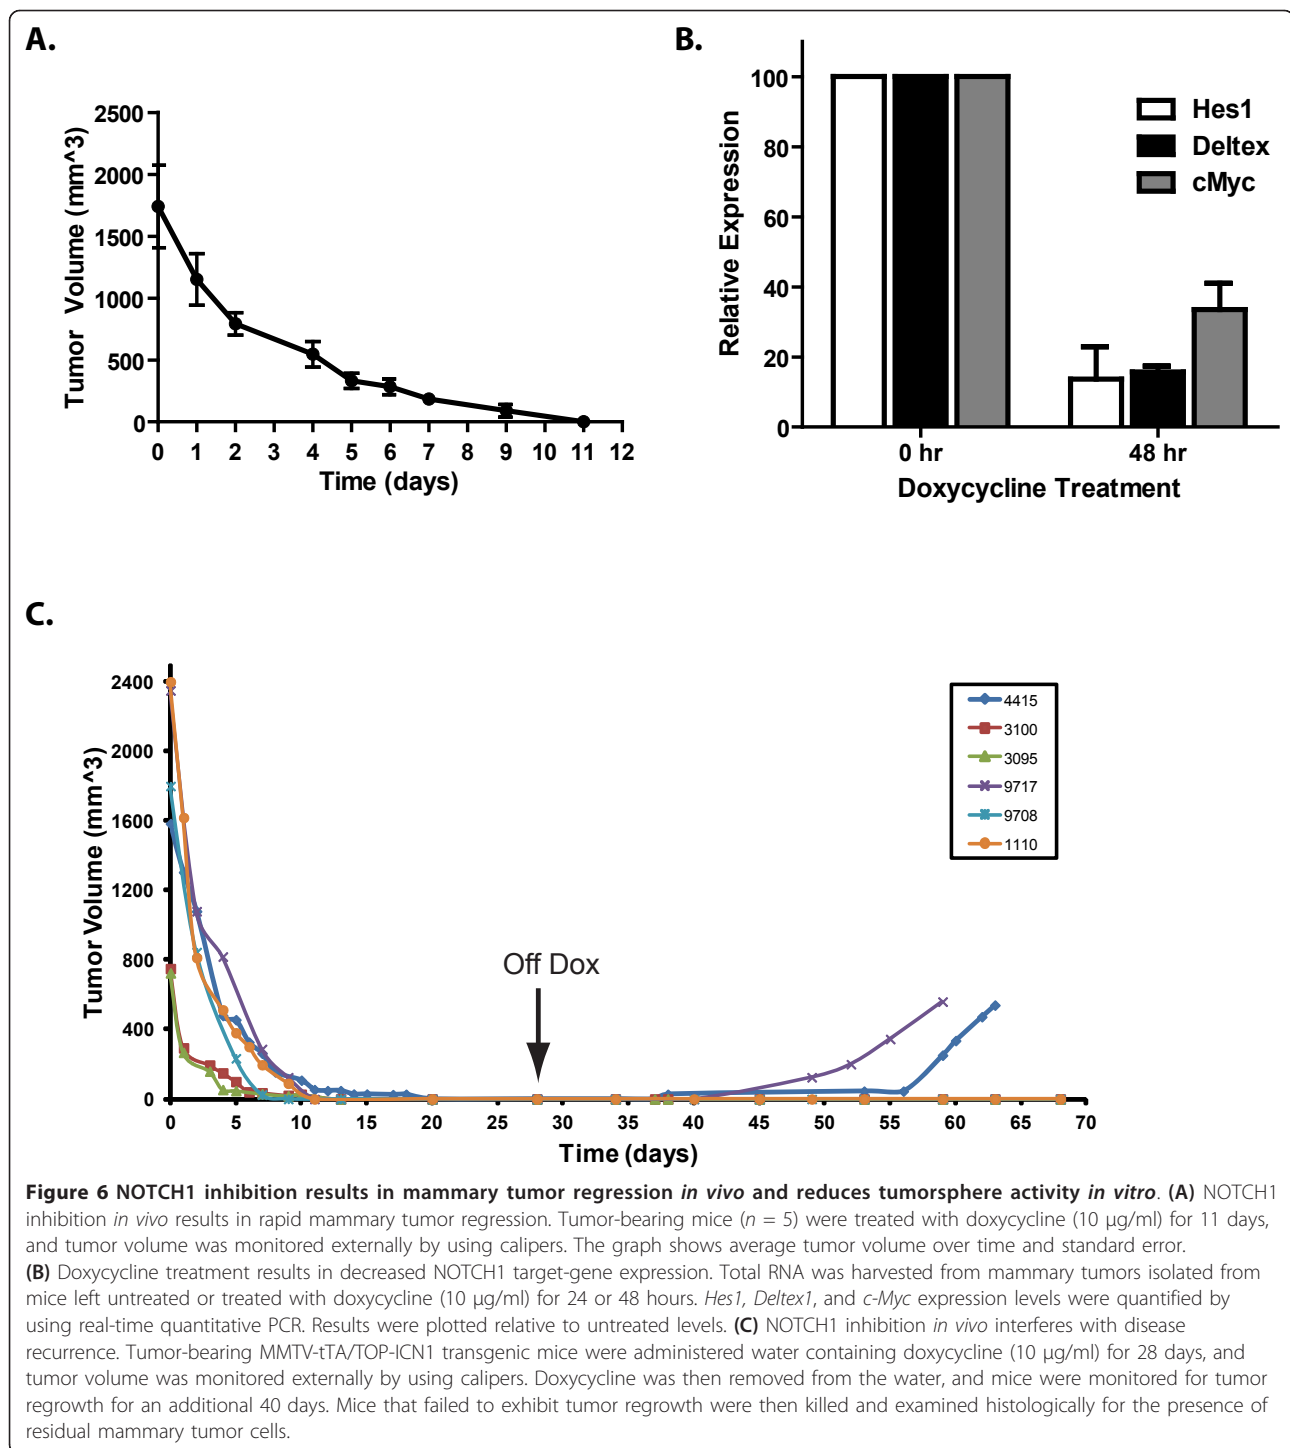 A.
2500
2000
1500
1000
500
0
Tumor Volume (mm^3)
0 1 2 4 5 6 7 9 10 11 12
Time (days)
B.
100
80
60
40
20
0
Relative Expression
Hes1
Deltex
cMyc
0 hr 48 hr
Doxycycline Treatment
C.
2400
2000
1600
1200
800
400
0
Tumor Volume (mm^3)
Off Dox
4415
3100
3095
9717
9708
1110
0 5 10 15 20 25 30 35 40 45 50 55 60 65 70
Time (days)
Figure 6 NOTCH1 inhibition results in mammary tumor regression in vivo and reduces tumorsphere activity in vitro. (A) NOTCH1
inhibition in vivo results in rapid mammary tumor regression. Tumor-bearing mice (n = 5) were treated with doxycycline (10 μg/ml) for 11 days,
and tumor volume was monitored externally by using calipers. The graph shows average tumor volume over time and standard error.
(B) Doxycycline treatment results in decreased NOTCH1 target-gene expression. Total RNA was harvested from mammary tumors isolated from
mice left untreated or treated with doxycycline (10 μg/ml) for 24 or 48 hours. Hes1, Deltex1, and c-Myc expression levels were quantified by
using real-time quantitative PCR. Results were plotted relative to untreated levels. (C) NOTCH1 inhibition in vivo interferes with disease
recurrence. Tumor-bearing MMTV-tTA/TOP-ICN1 transgenic mice were administered water containing doxycycline (10 μg/ml) for 28 days, and
tumor volume was monitored externally by using calipers. Doxycycline was then removed from the water, and mice were monitored for tumor
regrowth for an additional 40 days. Mice that failed to exhibit tumor regrowth were then killed and examined histologically for the presence of
residual mammary tumor cells.